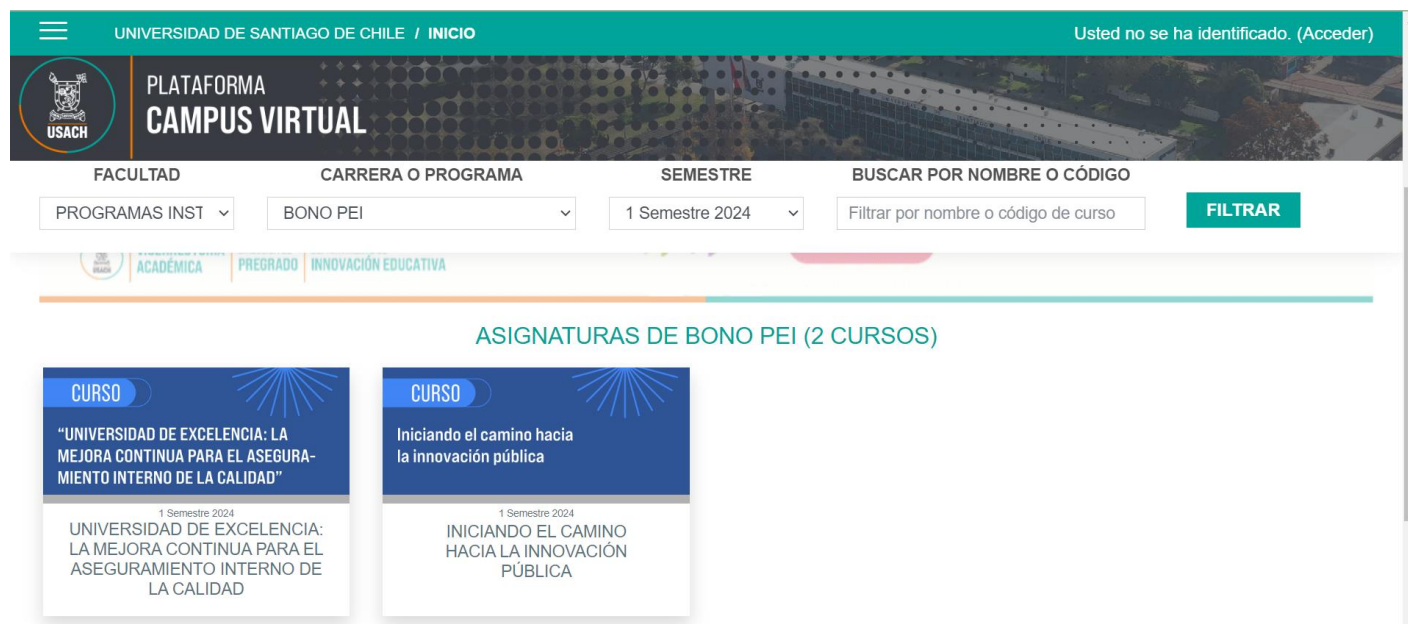 UNIVERSIDAD DE SANTIAGO DE CHILE / INICIO
Usted no se ha identificado. (Acceder)
USACH
PLATAFORMA
CAMPUS VIRTUAL
FACULTAD
CARRERA O PROGRAMA
SEMESTRE
BUSCAR POR NOMBRE O CÓDIGO
PROGRAMAS INST
BONO PEI
1 Semestre 2024
Filtrar por nombre o código de curso
FILTRAR
ACADÉMICA
PREGRADO
INNOVACIÓN EDUCATIVA
ASIGNATURAS DE BONO PEI (2 CURSOS)
CURSO
“UNIVERSIDAD DE EXCELENCIA: LA
MEJORA CONTINUA PARA EL ASEGURA-
MIENTO INTERNO DE LA CALIDAD”
1 Semestre 2024
UNIVERSIDAD DE EXCELENCIA:
LA MEJORA CONTINUA PARA EL
ASEGURAMIENTO INTERNO DE
LA CALIDAD
CURSO
Iniciando el camino hacia
la innovación pública
1 Semestre 2024
INICIANDO EL CAMINO
HACIA LA INNOVACIÓN
PÚBLICA